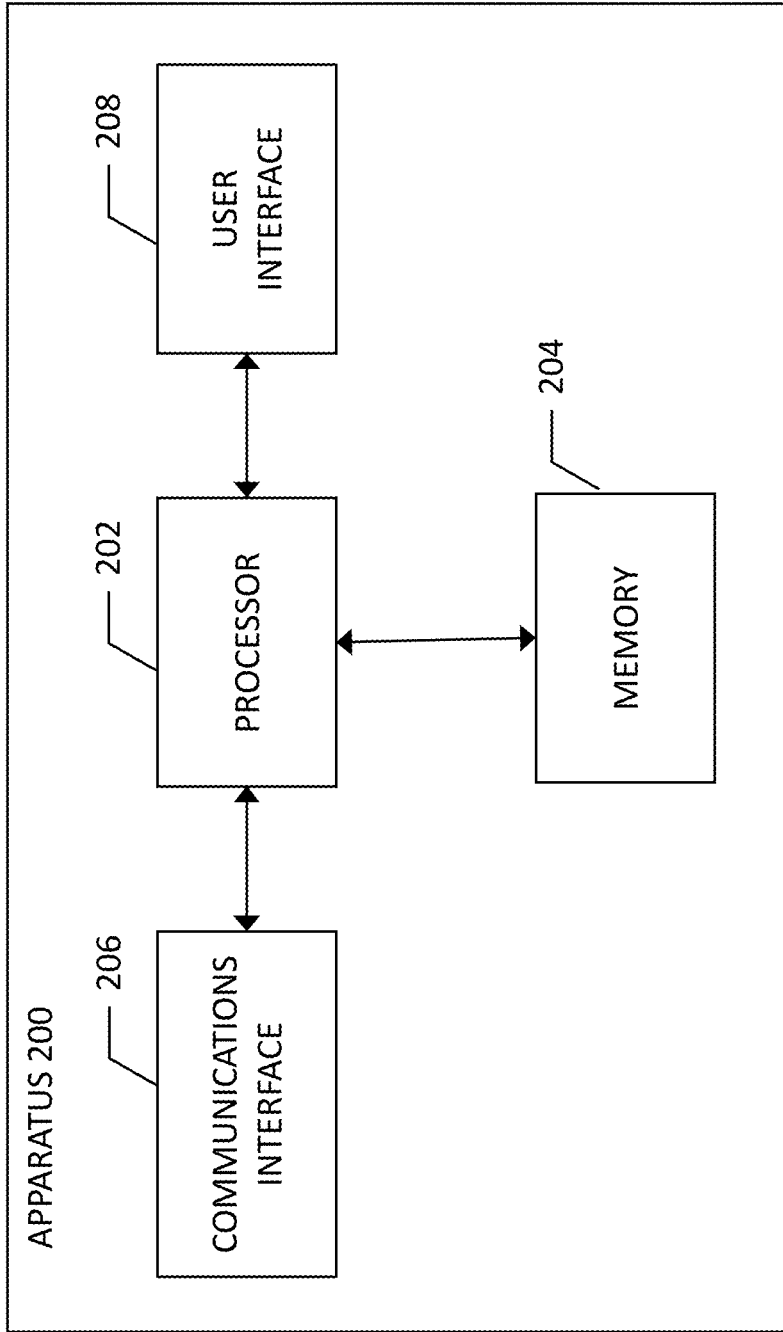 APPARATUS 200
206
COMMUNICATIONS
INTERFACE
202
PROCESSOR
208
USER
INTERFACE
204
MEMORY